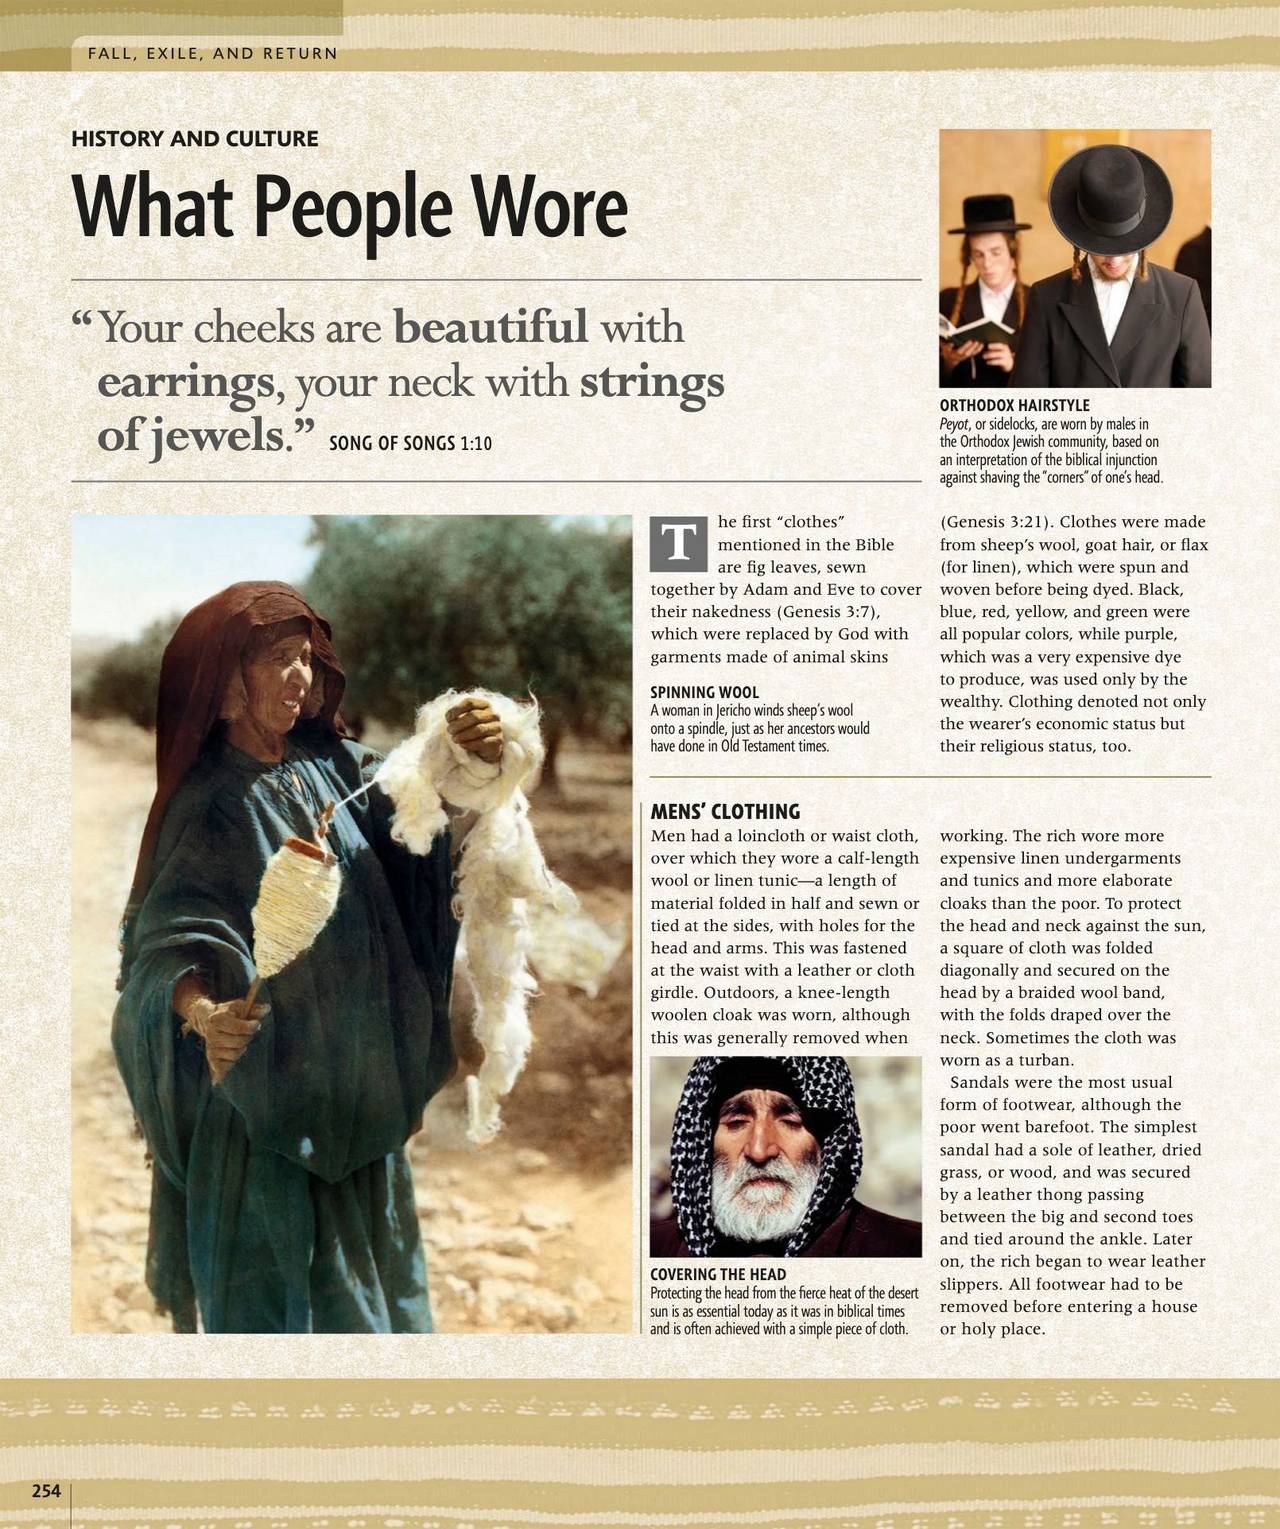 FALL, EXILE, AND RETURN
HISTORY AND CULTURE
What People Wore
“Your cheeks are beautiful with
earrings, your neck with strings
of jewels.” SONG OF SONGS 1:10
ORTHODOX HAIRSTYLE
Peyot, or sidelocks, are worn by males in
the Orthodox Jewish community, based on
an interpretation of the biblical injunction
against shaving the “corners” of one’s head.
The first “clothes”
mentioned in the Bible
are fig leaves, sewn
together by Adam and Eve to cover
their nakedness (Genesis 3:7),
which were replaced by God with
garments made of animal skins
(Genesis 3:21). Clothes were made
from sheep’s wool, goat hair, or flax
(for linen), which were spun and
woven before being dyed. Black,
blue, red, yellow, and green were
all popular colors, while purple,
which was a very expensive dye
to produce, was used only by the
wealthy. Clothing denoted not only
the wearer’s economic status but
their religious status, too.
SPINNING WOOL
A woman in Jericho winds sheep’s wool
onto a spindle, just as her ancestors would
have done in Old Testament times.
MENS’ CLOTHING
Men had a loincloth or waist cloth,
over which they wore a calf-length
wool or linen tunic—a length of
material folded in half and sewn or
tied at the sides, with holes for the
head and arms. This was fastened
at the waist with a leather or cloth
girdle. Outdoors, a knee-length
woolen cloak was worn, although
this was generally removed when
working. The rich wore more
expensive linen undergarments
and tunics and more elaborate
cloaks than the poor. To protect
the head and neck against the sun,
a square of cloth was folded
diagonally and secured on the
head by a braided wool band,
with the folds draped over the
neck. Sometimes the cloth was
worn as a turban.
Sandals were the most usual
form of footwear, although the
poor went barefoot. The simplest
sandal had a sole of leather, dried
grass, or wood, and was secured
by a leather thong passing
between the big and second toes
and tied around the ankle. Later
on, the rich began to wear leather
slippers. All footwear had to be
removed before entering a house
or holy place.
COVERING THE HEAD
Protecting the head from the fierce heat of the desert
sun is as essential today as it was in biblical times
and is often achieved with a simple piece of cloth.
254